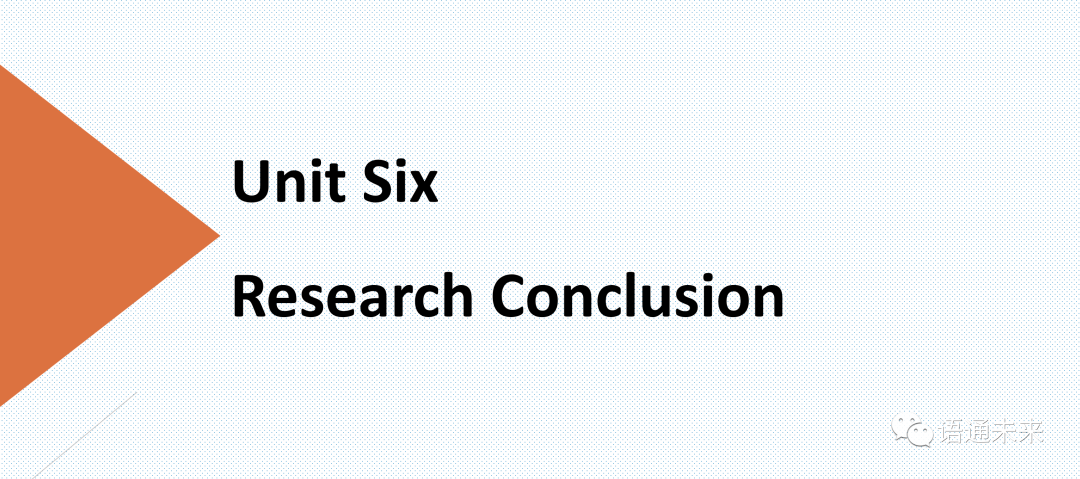 Unit Six
Research Conclusion
语通未来